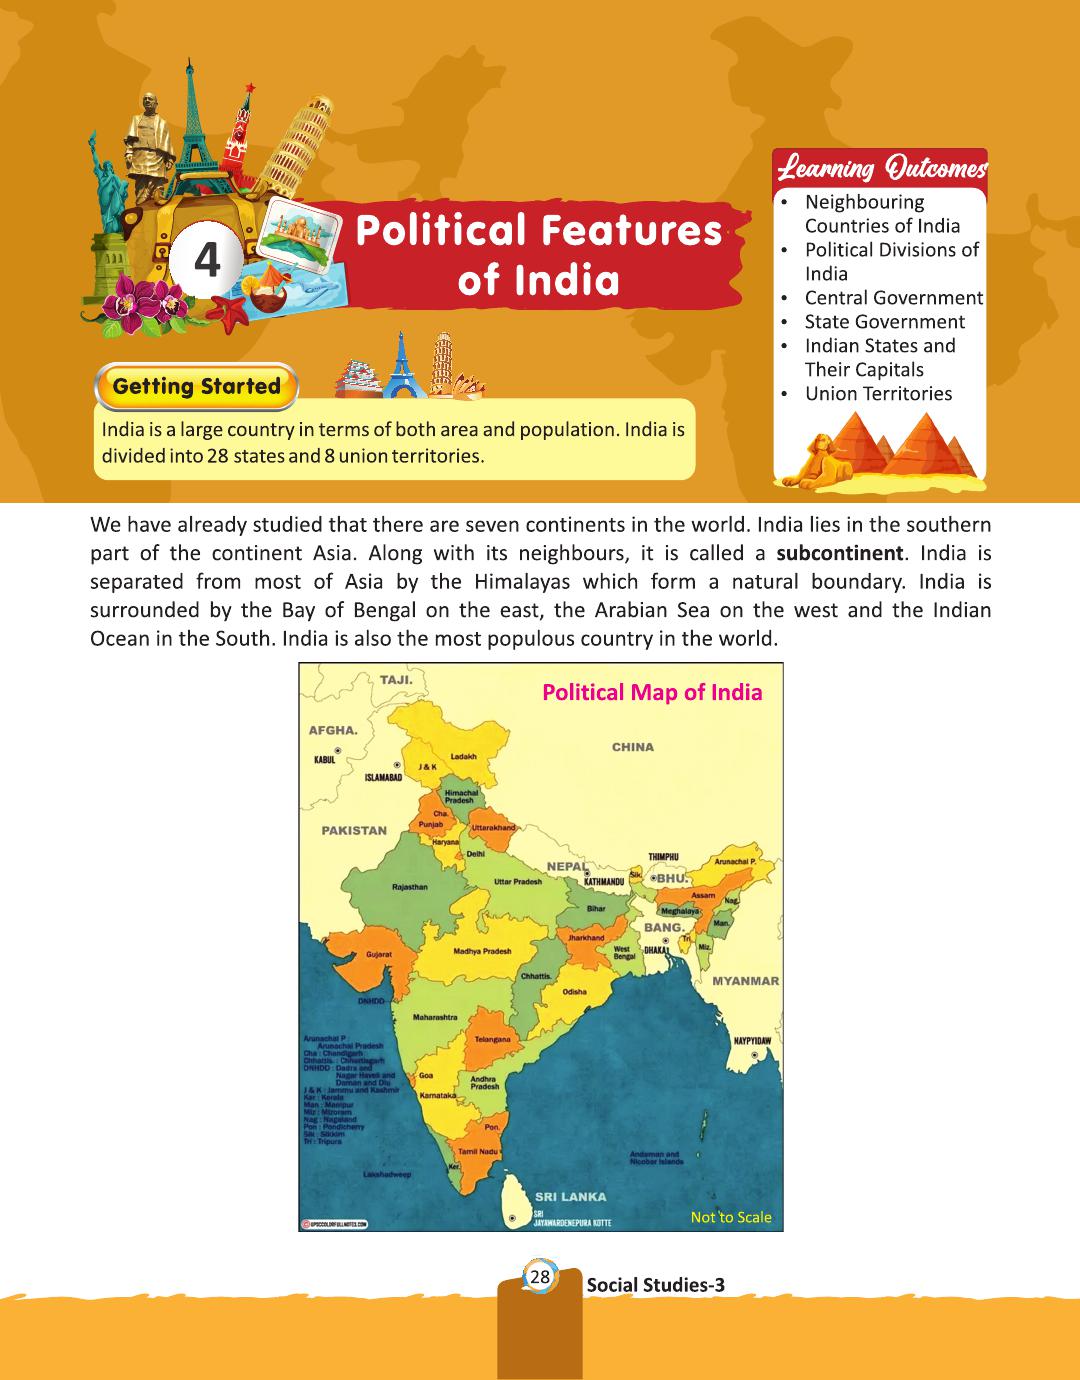 4
Political Features
of India
Learning Outcomes
• Neighbouring
Countries of India
• Political Divisions of
India
• Central Government
• State Government
• Indian States and
Their Capitals
• Union Territories
Getting Started
India is a large country in terms of both area and population. India is
divided into 28 states and 8 union territories.
We have already studied that there are seven continents in the world. India lies in the southern
part of the continent Asia. Along with its neighbours, it is called a subcontinent. India is
separated from most of Asia by the Himalayas which form a natural boundary. India is
surrounded by the Bay of Bengal on the east, the Arabian Sea on the west and the Indian
Ocean in the South. India is also the most populous country in the world.
Political Map of India
TAJI.
AFGHA.
KABUL
ISLAMABAD
CHINA
J & K
Ladakh
Himachal
Pradesh
Cha.
Punjab
Uttarakhand
PAKISTAN
Haryana
Delhi
NEPAL
KATHMANDU
THIMPHU
Sik.
BHU.
Arunachal P.
Rajasthan
Uttar Pradesh
Assam
Nag.
Bihar
Meghalaya
Man.
BANG.
DHAKA
Tri.
Miz.
Gujarat
Madhya Pradesh
Jharkhand
West
Bengal
Chhattis.
Odisha
MYANMAR
DNHDD
Maharashtra
Telangana
NAYPYIDAW
Arunachal P :
Arunachal Pradesh
Cha : Chandigarh
Chhattis. : Chhattisgarh
DNHDD : Dadra and
Nagar Haveli and
Daman and Diu
J & K : Jammu and Kashmir
Kar : Kerala
Man : Manipur
Miz : Mizoram
Nag : Nagaland
Pon : Pondicherry
Sik : Sikkim
Tri : Tripura
Goa
Karnataka
Andhra
Pradesh
Pon.
Tamil Nadu
Ker.
Lakshadweep
Andaman and
Nicobar Islands
SRI LANKA
SRI
JAYAWARDENEPURA KOTTE
Not to Scale
©UPSCCOLORFULLNOTES.COM
28
Social Studies-3